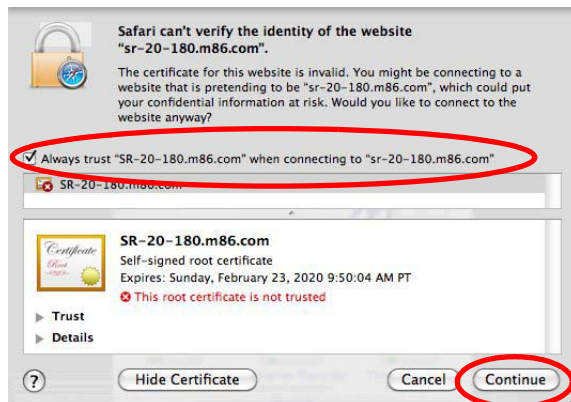 Safari can't verify the identity of the website
"sr-20-180.m86.com".
The certificate for this website is invalid. You might be connecting to a
website that is pretending to be "sr-20-180.m86.com", which could put
your confidential information at risk. Would you like to connect to the
website anyway?
Always trust "SR-20-180.m86.com" when connecting to "sr-20-180.m86.com"
SR-20-180.m86.com
Certificate
Root
SR-20-180.m86.com
Self-signed root certificate
Expires: Sunday, February 23, 2020 9:50:04 AM PT
This root certificate is not trusted
Trust
Details
?
Hide Certificate
Cancel
Continue